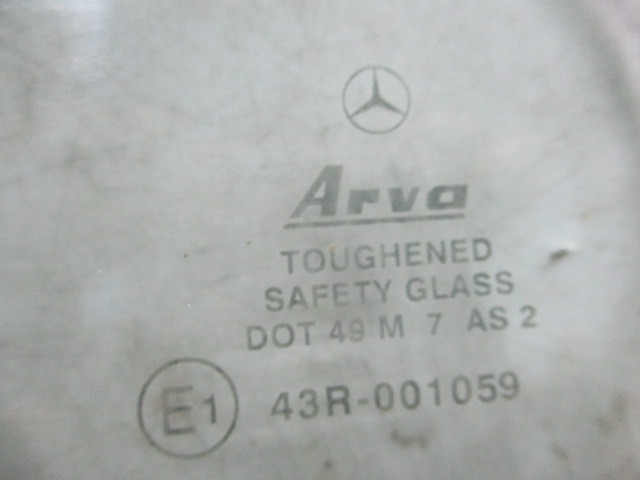 Arva
TOUGHENED
SAFETY GLASS
DOT 49 M 7 AS 2
E1 43R-001059